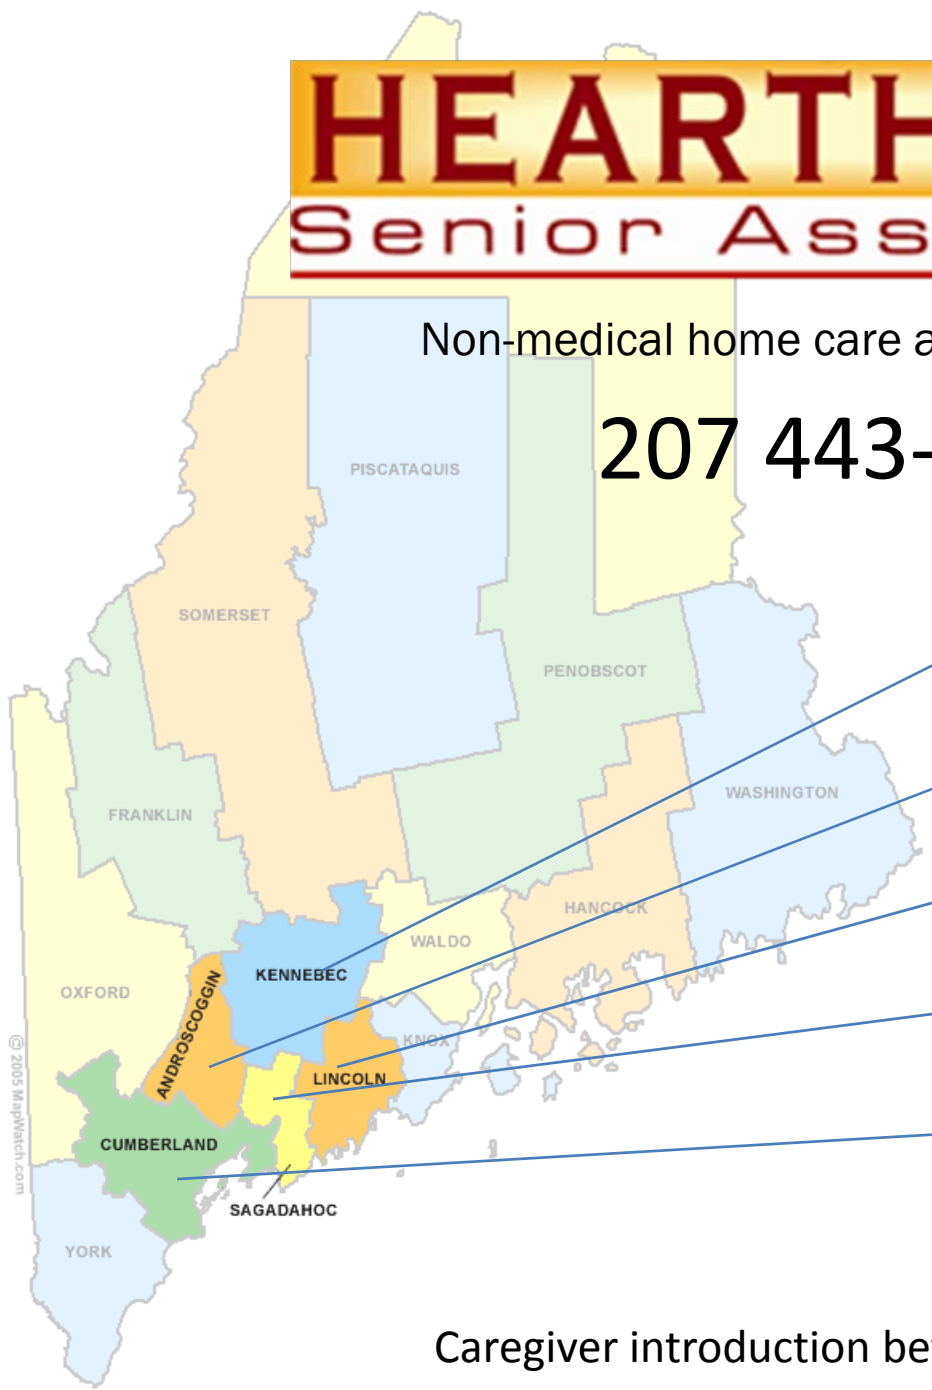 HEARTH
Senior Ass
Non-medical home care a
207 443-
PISCATAQUIS
SOMERSET
PENOBSCOT
WASHINGTON
FRANKLIN
HANCOCK
WALDO
KENNEBEC
OXFORD
ANDROSCOGGIN
KNOX
LINCOLN
CUMBERLAND
SAGADAHOC
YORK
© 2005 MapWatch.com
Caregiver introduction be